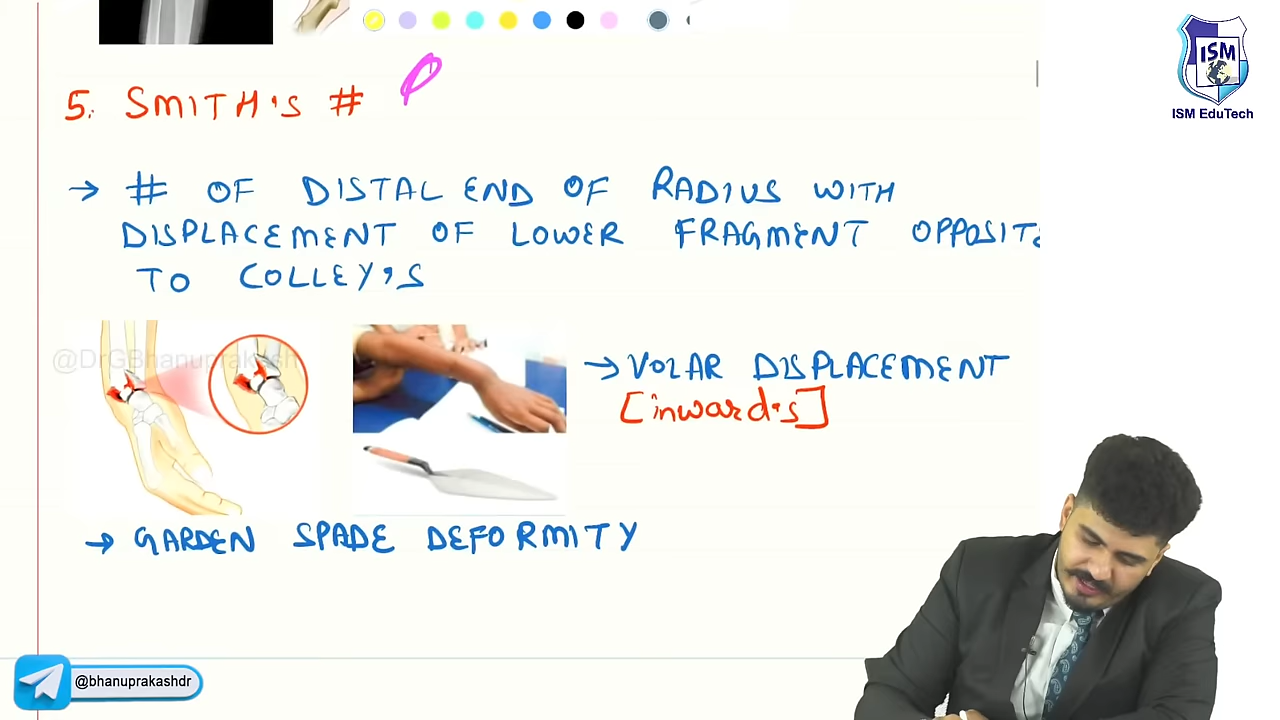 ISM
ISM EduTech
5. SMITH'S #
→ # OF DISTAL END OF RADIUS WITH
DISPLACEMENT OF LOWER FRAGMENT OPPOSITE
TO COLLEY'S
@DrGBhanuprakash
→ VOLAR DISPLACEMENT
[inwards]
→ GARDEN SPADE DEFORMITY
@bhanuprakashdr